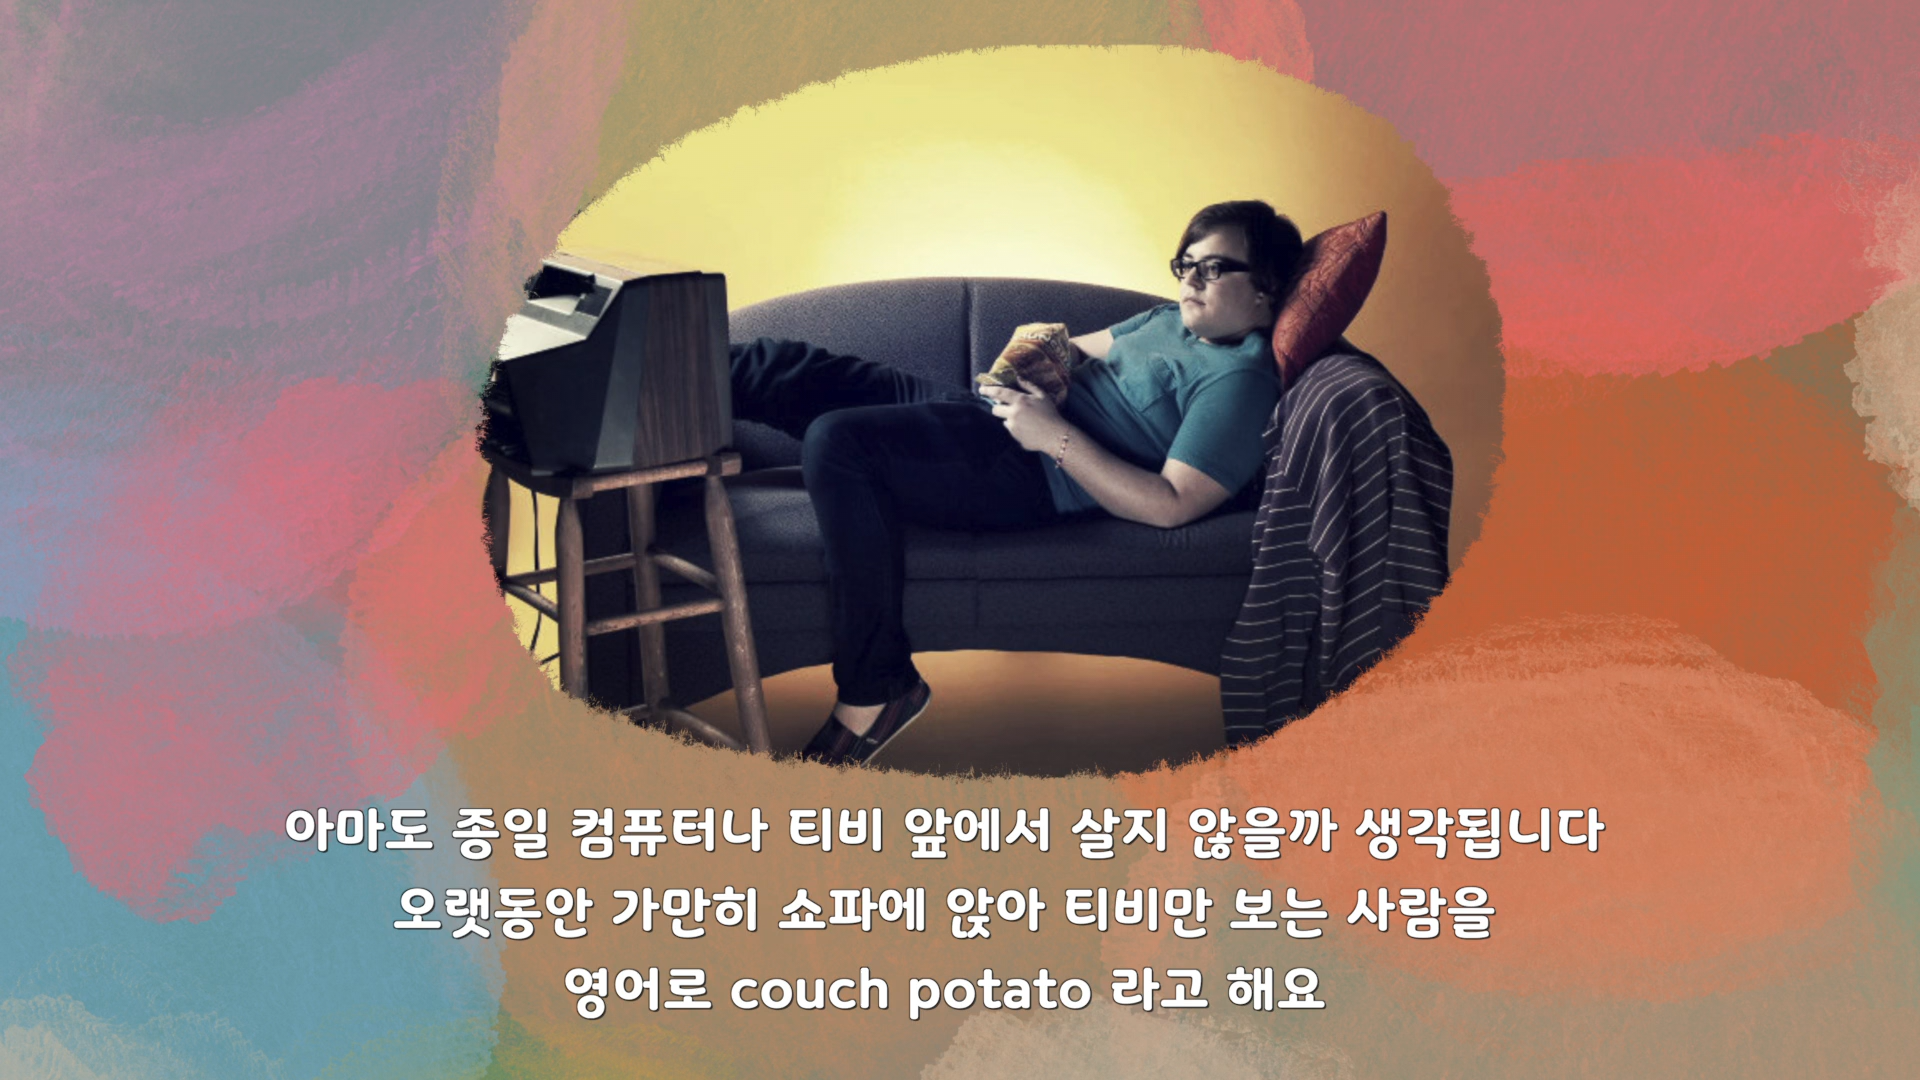 아마도 종일 컴퓨터나 티비 앞에서 살지 않을까 생각됩니다
오랫동안 가만히 쇼파에 앉아 티비만 보는 사람을
영어로 couch potato 라고 해요